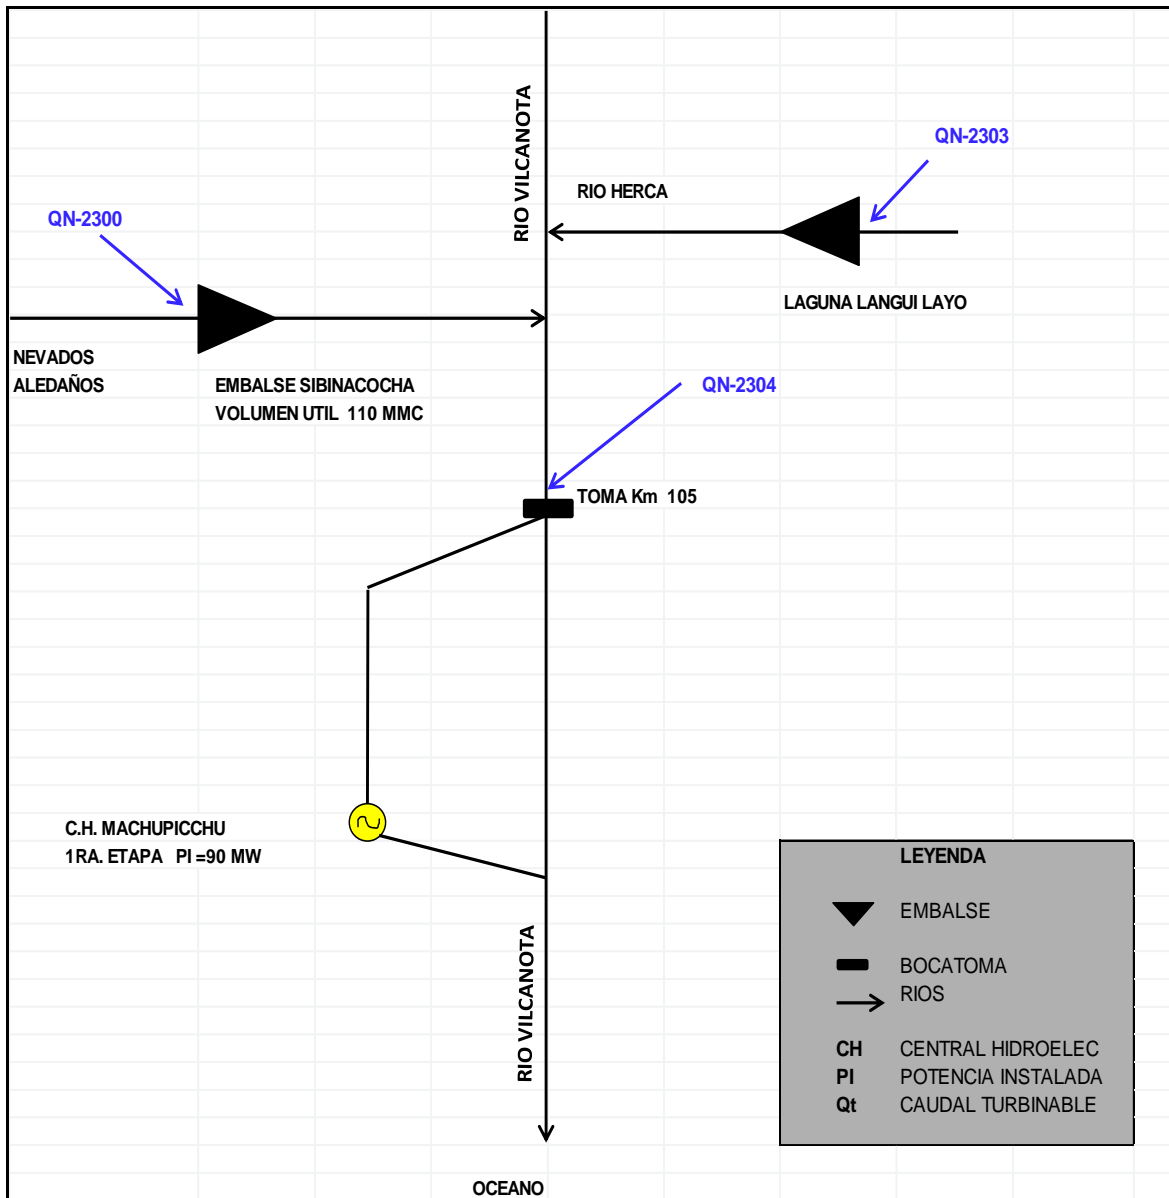 RIO VILCANOTA
QN-2303
RIO HERCA
QN-2300
LAGUNA LANGUI LAYO
NEVADOS
ALEDAÑOS
EMBALSE SIBINACOCHA
VOLUMEN UTIL 110 MMC
QN-2304
TOMA Km 105
C.H. MACHUPICCHU
1RA. ETAPA PI =90 MW
RIO VILCANOTA
LEYENDA
EMBALSE
BOCATOMA
RIOS
CH CENTRAL HIDROELEC
PI POTENCIA INSTALADA
Qt CAUDAL TURBINABLE
OCEANO